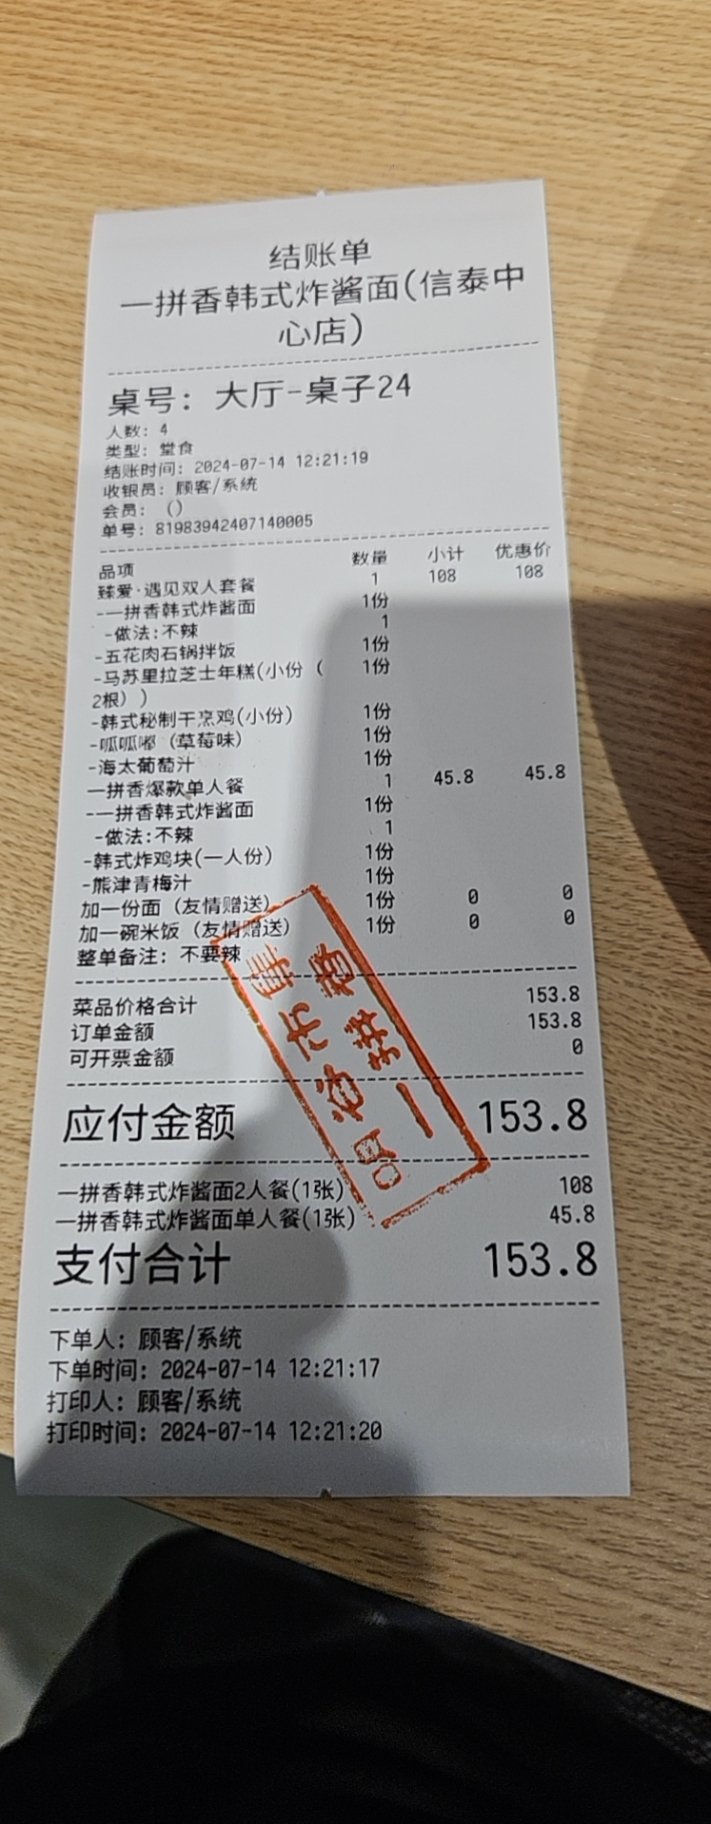 结账单
一拼香韩式炸酱面(信泰中
心店)
桌号: 大厅-桌子24
人数: 4
类型: 堂食
结账时间: 2024-07-14 12:21:19
收银员: 顾客/系统
会员: ()
单号: 81983942407140005
品项 数量 小计 优惠价
臻爱·遇见双人套餐 1 108 108
-一拼香韩式炸酱面 1份
-做法:不辣 1
-五花肉石锅拌饭 1份
-马苏里拉芝士年糕(小份 ( 1份
2根) )
-韩式秘制干烹鸡(小份) 1份
-呱呱嘟 (草莓味) 1份
-海太葡萄汁 1份
一拼香爆款单人餐 1 45.8 45.8
-一拼香韩式炸酱面 1份
-做法:不辣 1
-韩式炸鸡块(一人份) 1份
-熊津青梅汁 1份
加一份面 (友情赠送) 1份 0 0
加一碗米饭 (友情赠送) 1份 0 0
整单备注: 不要辣
菜品价格合计 153.8
订单金额 153.8
可开票金额 0
应付金额 153.8
一拼香韩式炸酱面2人餐(1张) 108
一拼香韩式炸酱面单人餐(1张) 45.8
支付合计 153.8
下单人: 顾客/系统
下单时间: 2024-07-14 12:21:17
打印人: 顾客/系统
打印时间: 2024-07-14 12:21:20
一拼香